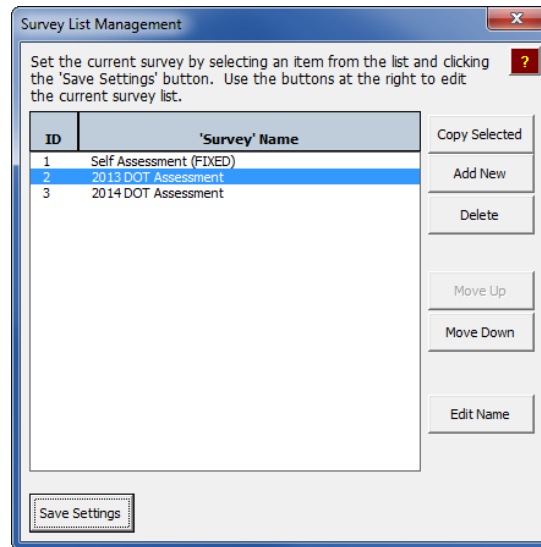 Survey List Management
x
Set the current survey by selecting an item from the list and clicking
the 'Save Settings' button. Use the buttons at the right to edit
the current survey list.
?
ID 'Survey' Name
1 Self Assessment (FIXED)
2 2013 DOT Assessment
3 2014 DOT Assessment
Copy Selected
Add New
Delete
Move Up
Move Down
Edit Name
Save Settings